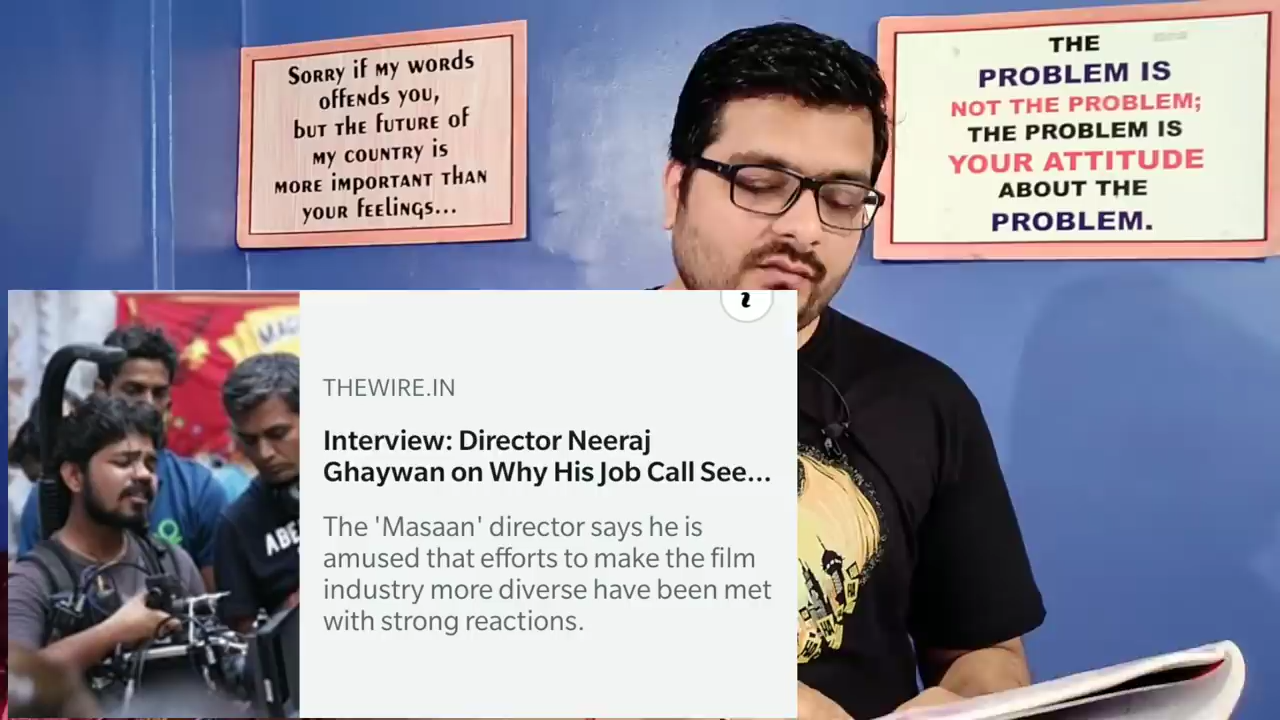 Sorry if my words
offends you,
but the future of
my country is
more important than
your feelings...
THE
PROBLEM IS
NOT THE PROBLEM;
THE PROBLEM IS
YOUR ATTITUDE
ABOUT THE
PROBLEM.
i
THEWIRE.IN
Interview: Director Neeraj
Ghaywan on Why His Job Call See...
The 'Masaan' director says he is
amused that efforts to make the film
industry more diverse have been met
with strong reactions.
ABE